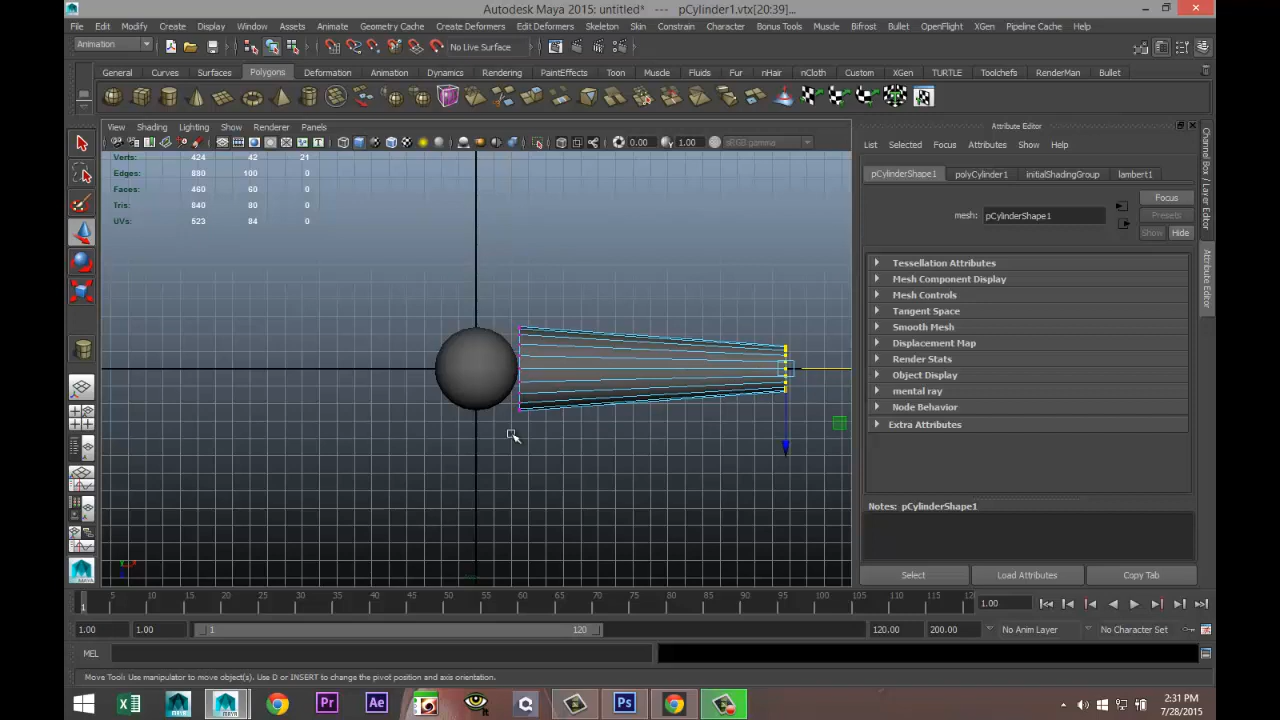 Autodesk Maya 2015: untitled* --- pCylinder1.vtx[20:39]...
File Edit Modify Create Display Window Assets Animate Geometry Cache Create Deformers Edit Deformers Skeleton Skin Constrain Character Bonus Tools Muscle Bifrost Bullet OpenFlight XGen Pipeline Cache Help
Animation No Live Surface
General Curves Surfaces Polygons Deformation Animation Dynamics Rendering PaintEffects Toon Muscle Fluids Fur nHair nCloth Custom XGen TURTLE Toolchefs RenderMan Bullet
View Shading Lighting Show Renderer Panels
0.00 1.00 sRGB gamma
Verts: 424 42 21
Edges: 880 100 0
Faces: 460 60 0
Tris: 840 80 0
UVs: 523 84 0
Attribute Editor
List Selected Focus Attributes Show Help
pCylinderShape1 polyCylinder1 initialShadingGroup lambert1
mesh: pCylinderShape1
Focus
Presets
Show Hide
Tessellation Attributes
Mesh Component Display
Mesh Controls
Tangent Space
Smooth Mesh
Displacement Map
Render Stats
Object Display
mental ray
Node Behavior
Extra Attributes
Notes: pCylinderShape1
Select Load Attributes Copy Tab
Channel Box / Layer Editor
Attribute Editor
5 10 15 20 25 30 35 40 45 50 55 60 65 70 75 80 85 90 95 100 105 110 115 120
1 1.00
1.00 1.00 1 120 120.00 200.00 No Anim Layer No Character Set
MEL
Move Tool: Use manipulator to move object(s). Use D or INSERT to change the pivot position and axis orientation.
2:31 PM
7/28/2015